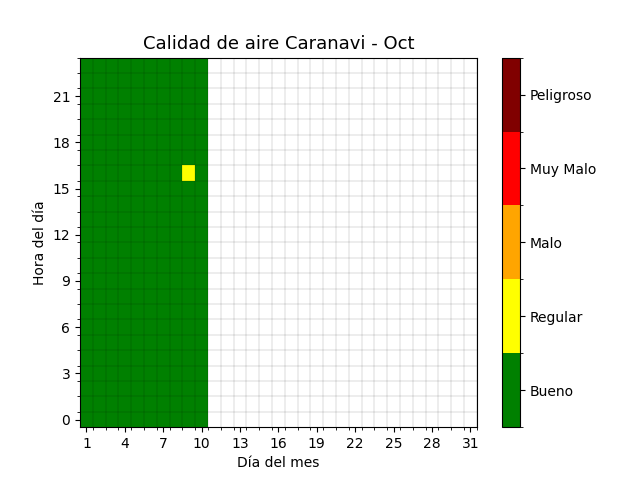 Calidad de aire Caranavi - Oct
Hora del día
21
18
15
12
9
6
3
0
1 4 7 10 13 16 19 22 25 28 31
Día del mes
Peligroso
Muy Malo
Malo
Regular
Bueno